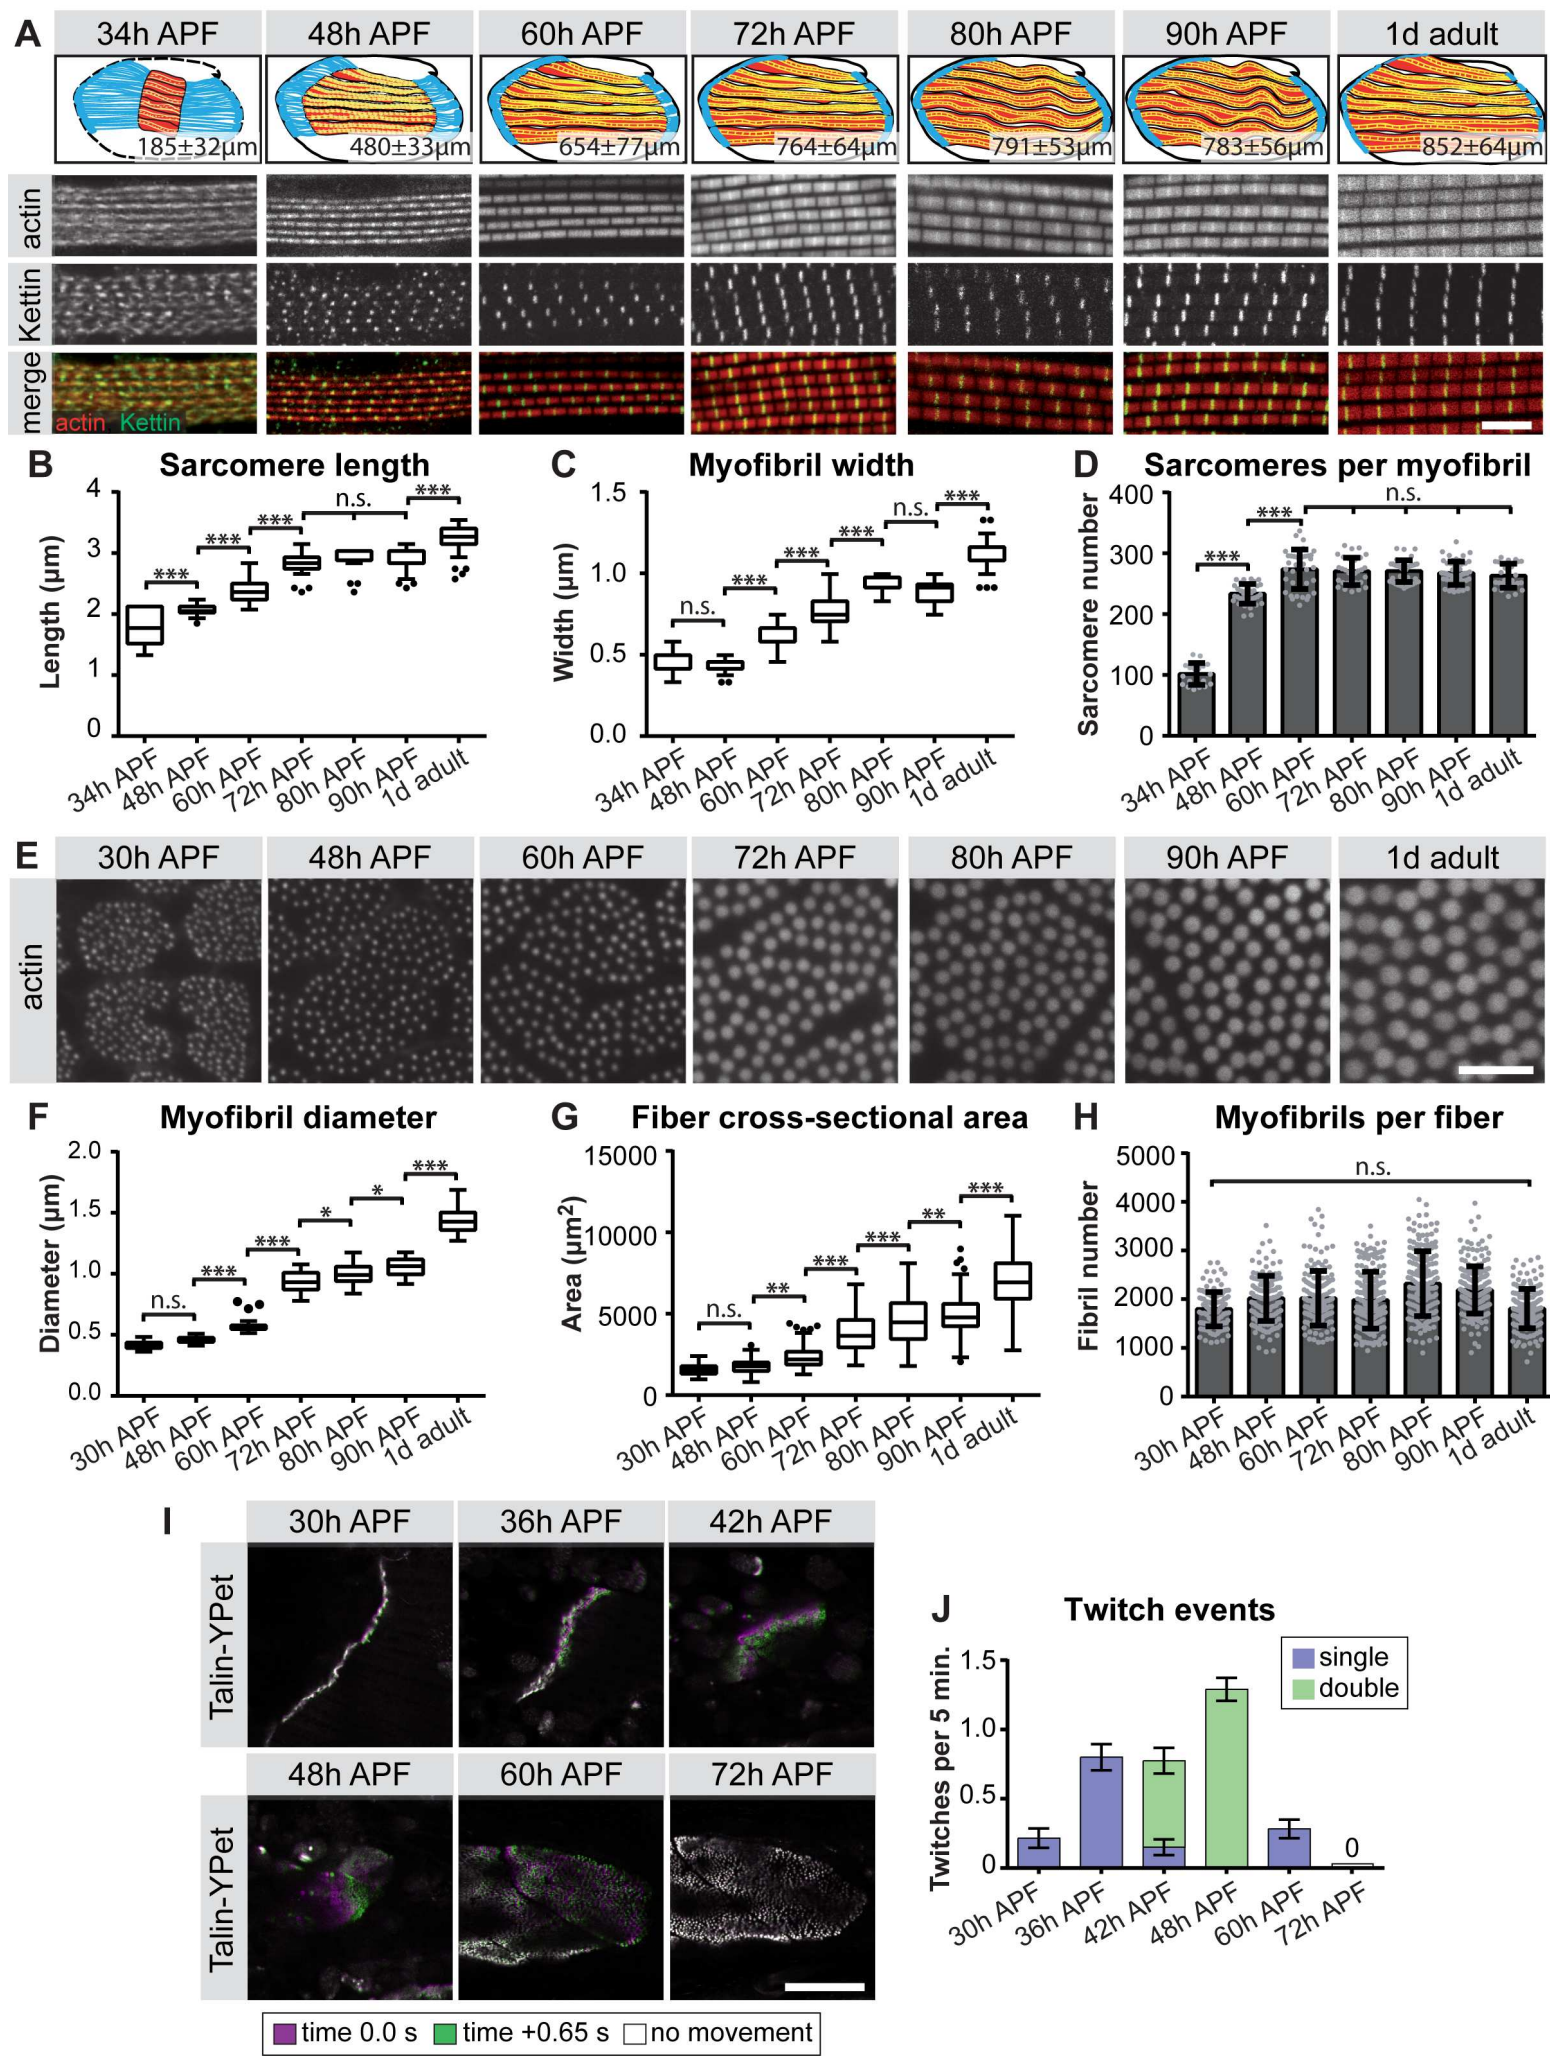 A 34h APF 48h APF 60h APF 72h APF 80h APF 90h APF 1d adult
185±32µm 480±33µm 654±77µm 764±64µm 791±53µm 783±56µm 852±64µm
actin
Kettin
merge
actin Kettin
B Sarcomere length
Length (µm)
4
3
2
1
0
*** *** *** n.s. ***
34h APF 48h APF 60h APF 72h APF 80h APF 90h APF 1d adult
C Myofibril width
Width (µm)
1.5
1.0
0.5
0.0
n.s. *** *** *** n.s. ***
34h APF 48h APF 60h APF 72h APF 80h APF 90h APF 1d adult
D Sarcomeres per myofibril
Sarcomere number
400
300
200
100
0
*** *** n.s.
34h APF 48h APF 60h APF 72h APF 80h APF 90h APF 1d adult
E 30h APF 48h APF 60h APF 72h APF 80h APF 90h APF 1d adult
actin
F Myofibril diameter
Diameter (µm)
2.0
1.5
1.0
0.5
0.0
n.s. *** *** * * ***
30h APF 48h APF 60h APF 72h APF 80h APF 90h APF 1d adult
G Fiber cross-sectional area
Area (µm²)
15000
10000
5000
0
n.s. ** *** *** ** ***
30h APF 48h APF 60h APF 72h APF 80h APF 90h APF 1d adult
H Myofibrils per fiber
Fibril number
5000
4000
3000
2000
1000
0
n.s.
30h APF 48h APF 60h APF 72h APF 80h APF 90h APF 1d adult
I 30h APF 36h APF 42h APF
Talin-YPet
48h APF 60h APF 72h APF
Talin-YPet
time 0.0 s time +0.65 s no movement
J Twitch events
Twitches per 5 min.
single
double
1.5
1.0
0.5
0
0
30h APF 36h APF 42h APF 48h APF 60h APF 72h APF